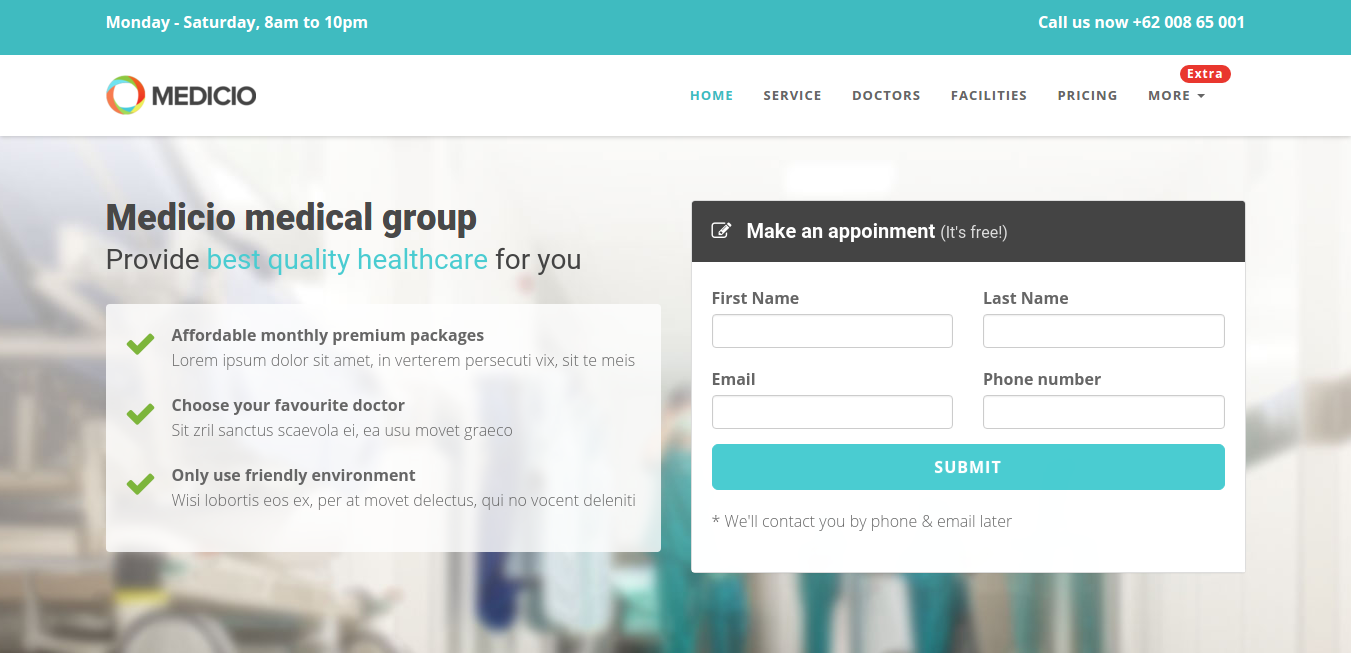 Monday - Saturday, 8am to 10pm
Call us now +62 008 65 001
Extra
MEDICIO
HOME SERVICE DOCTORS FACILITIES PRICING MORE
Medicio medical group
Provide best quality healthcare for you
Affordable monthly premium packages
Lorem ipsum dolor sit amet, in verterem persecuti vix, sit te meis
Choose your favourite doctor
Sit zril sanctus scaevola ei, ea usu movet graeco
Only use friendly environment
Wisi lobortis eos ex, per at movet delectus, qui no vocent deleniti
Make an appoinment (It's free!)
First Name Last Name
Email Phone number
SUBMIT
* We'll contact you by phone & email later